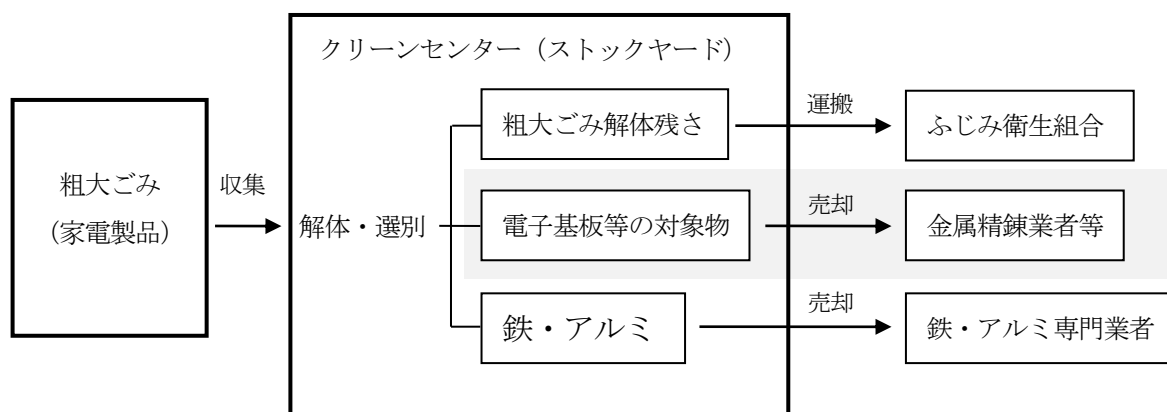 クリーンセンター（ストックヤード）
粗大ごみ
（家電製品）
収集
解体・選別
粗大ごみ解体残さ
運搬
ふじみ衛生組合
電子基板等の対象物
売却
金属精錬業者等
鉄・アルミ
売却
鉄・アルミ専門業者